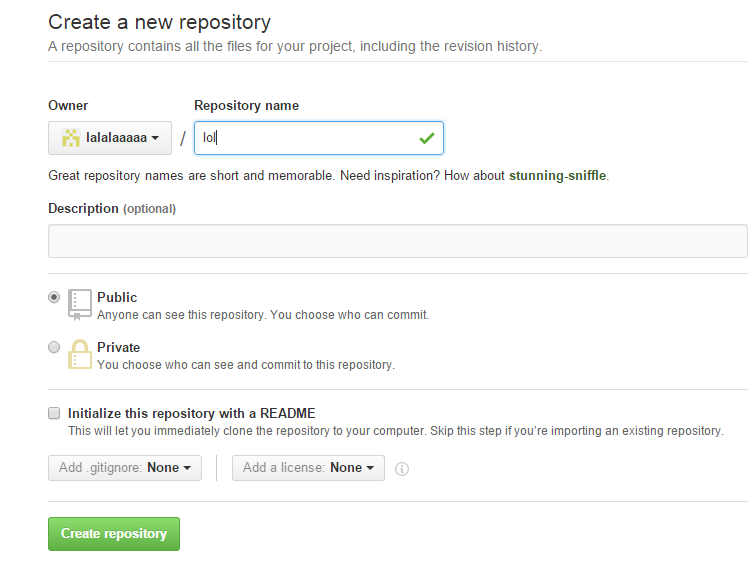 Create a new repository
A repository contains all the files for your project, including the revision history.
Owner Repository name
lalalaaaaa / lol
Great repository names are short and memorable. Need inspiration? How about stunning-sniffle.
Description (optional)
Public
Anyone can see this repository. You choose who can commit.
Private
You choose who can see and commit to this repository.
Initialize this repository with a README
This will let you immediately clone the repository to your computer. Skip this step if you’re importing an existing repository.
Add .gitignore: None Add a license: None
Create repository